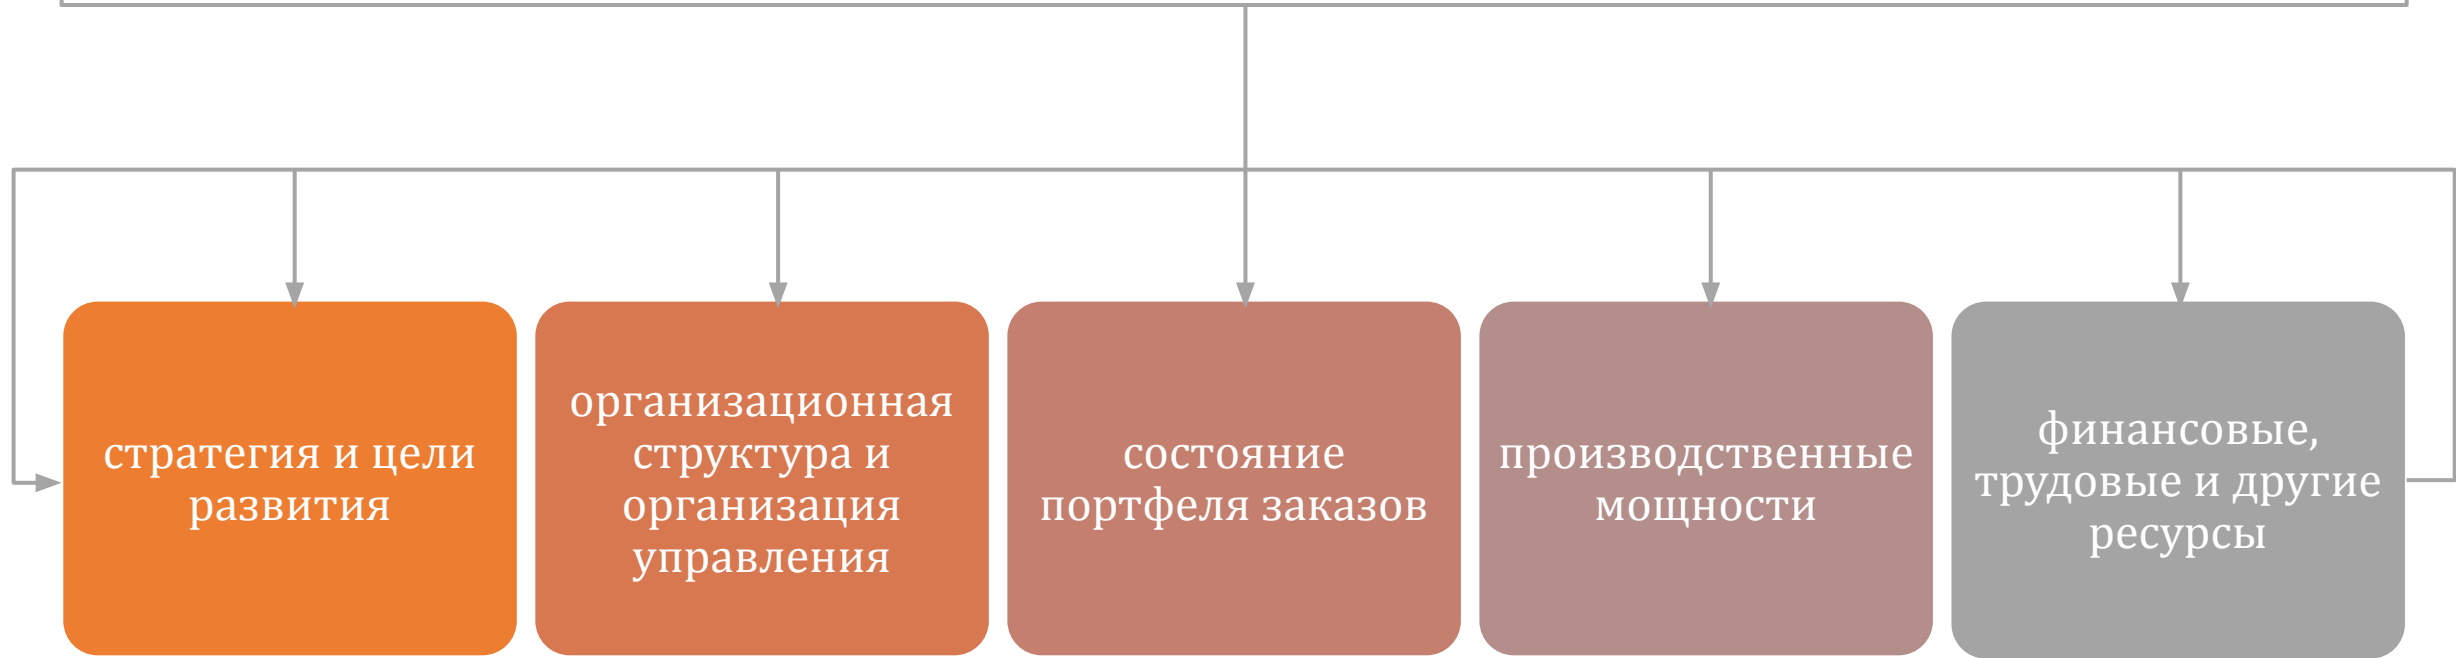 стратегия и цели
развития
организационная
структура и
организация
управления
состояние
портфеля заказов
производственные
мощности
финансовые,
трудовые и другие
ресурсы